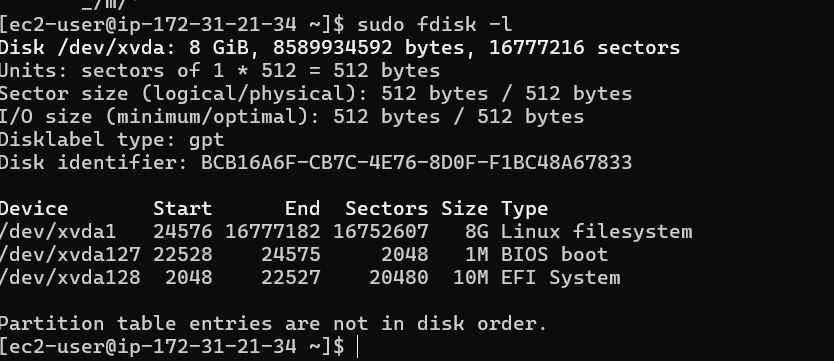 _/m/'
[ec2-user@ip-172-31-21-34 ~]$ sudo fdisk -l
Disk /dev/xvda: 8 GiB, 8589934592 bytes, 16777216 sectors
Units: sectors of 1 * 512 = 512 bytes
Sector size (logical/physical): 512 bytes / 512 bytes
I/O size (minimum/optimal): 512 bytes / 512 bytes
Disklabel type: gpt
Disk identifier: BCB16A6F-CB7C-4E76-8D0F-F1BC48A67833

Device       Start      End  Sectors Size Type
/dev/xvda1   24576 16777182 16752607   8G Linux filesystem
/dev/xvda127 22528    24575     2048   1M BIOS boot
/dev/xvda128  2048    22527    20480  10M EFI System

Partition table entries are not in disk order.
[ec2-user@ip-172-31-21-34 ~]$